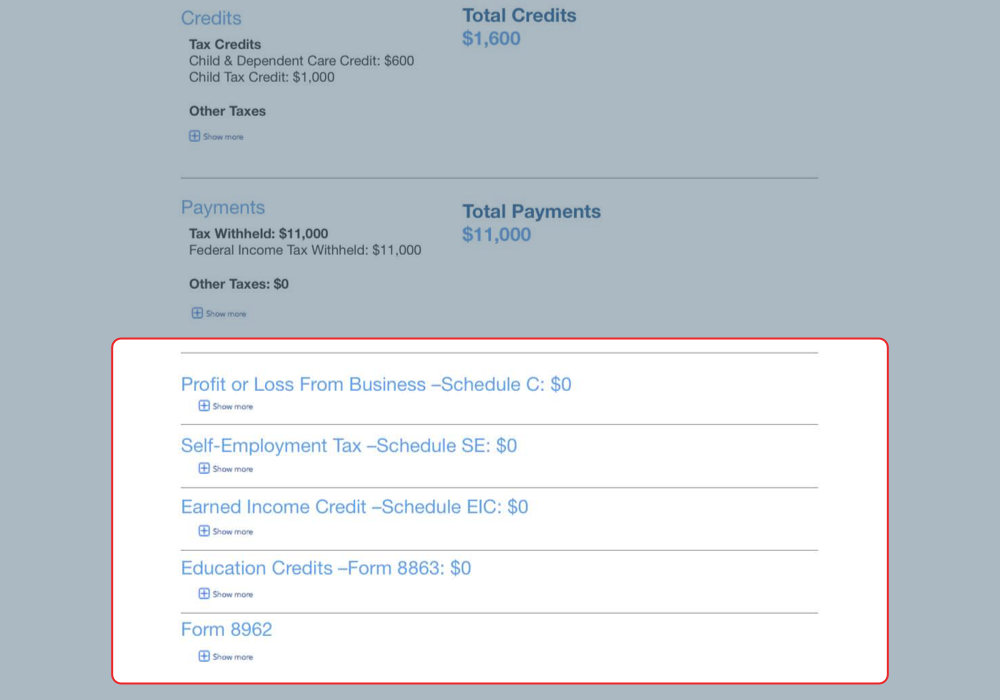 Credits
Total Credits
$1,600
Tax Credits
Child & Dependent Care Credit: $600
Child Tax Credit: $1,000
Other Taxes
Show more
Payments
Total Payments
$11,000
Tax Withheld: $11,000
Federal Income Tax Withheld: $11,000
Other Taxes: $0
Show more
Profit or Loss From Business –Schedule C: $0
Show more
Self-Employment Tax –Schedule SE: $0
Show more
Earned Income Credit –Schedule EIC: $0
Show more
Education Credits –Form 8863: $0
Show more
Form 8962
Show more